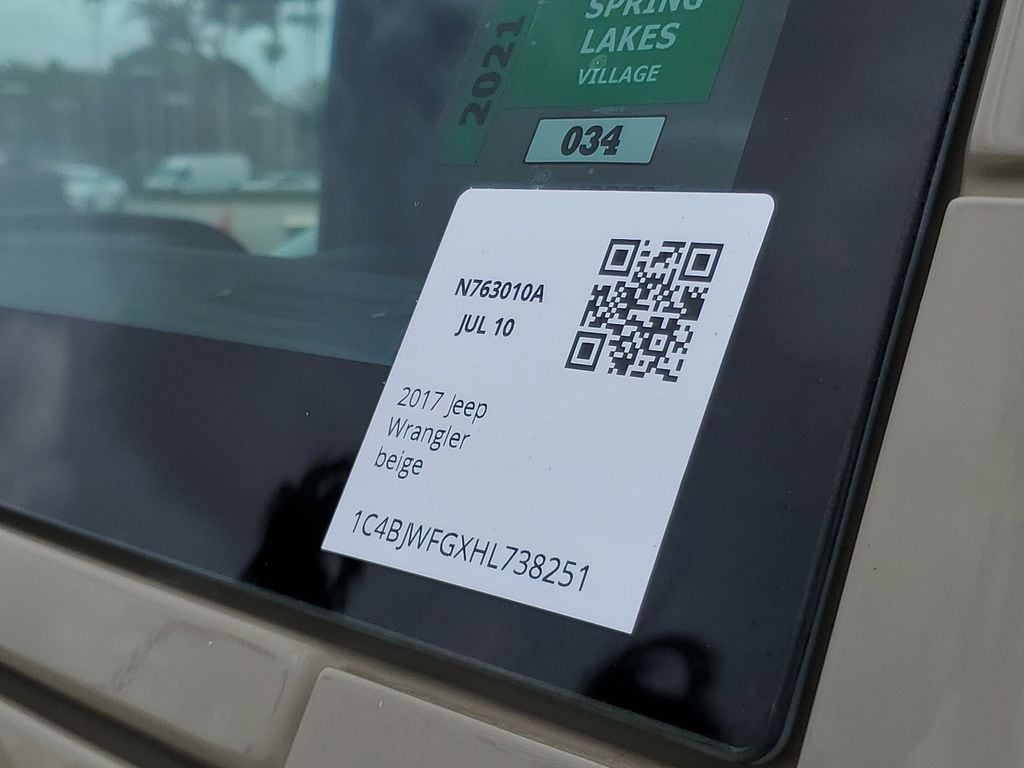 SPRING
LAKES
VILLAGE
2021
034
N763010A
JUL 10
2017 Jeep
Wrangler
beige
1C4BJWFGXHL738251